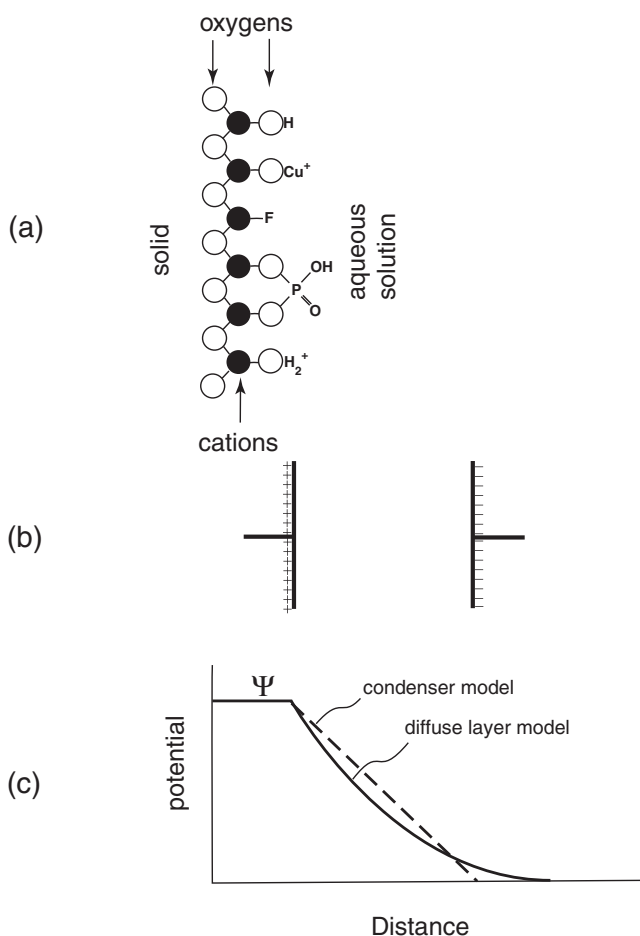 oxygens
H
Cu⁺
(a)
solid
F
OH
P
O
aqueous
solution
H₂⁺
cations
(b)
Ψ
condenser model
diffuse layer model
(c)
potential
Distance